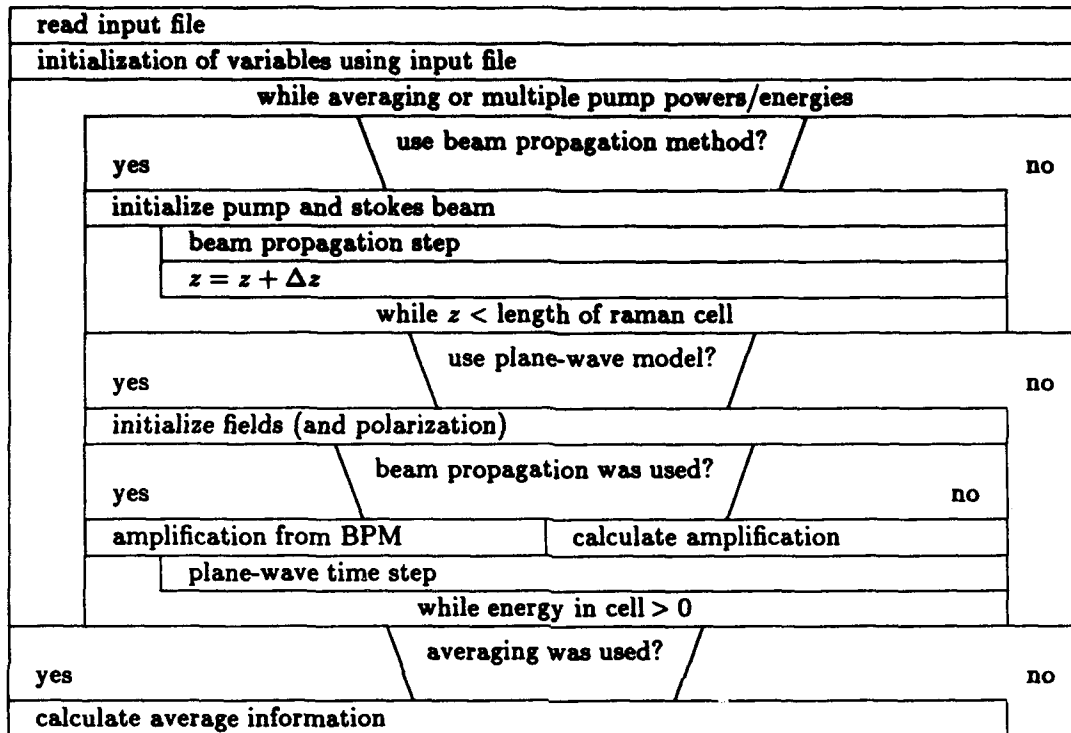 read input file
initialization of variables using input file
while averaging or multiple pump powers/energies
use beam propagation method?
yes no
initialize pump and stokes beam
beam propagation step
z = z + Δz
while z < length of raman cell
use plane-wave model?
yes no
initialize fields (and polarization)
beam propagation was used?
yes no
amplification from BPM calculate amplification
plane-wave time step
while energy in cell > 0
averaging was used?
yes no
calculate average information